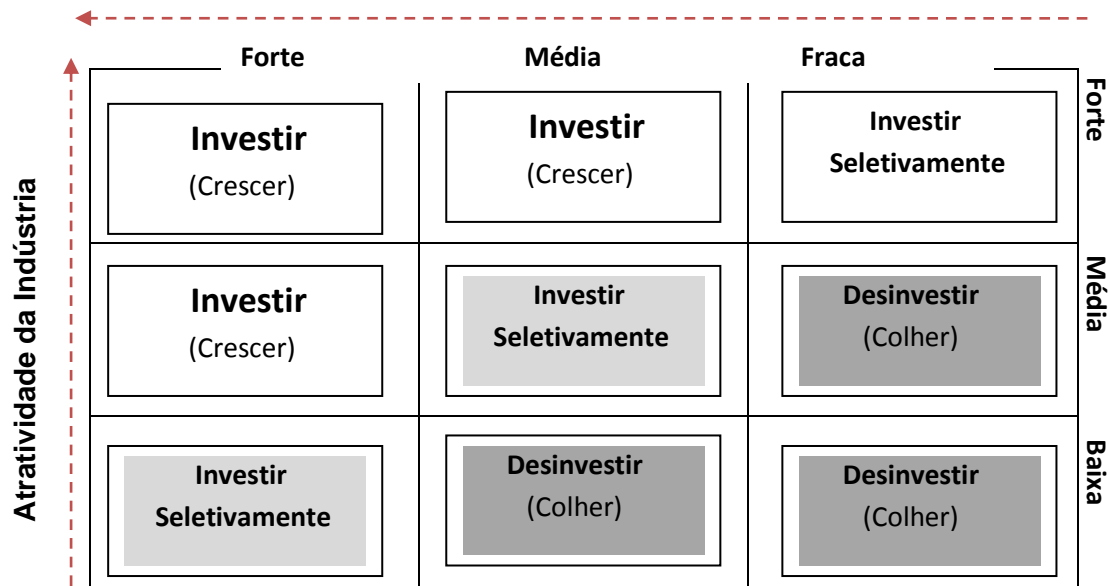 Forte Média Fraca
Forte
Investir
(Crescer)
Investir
(Crescer)
Investir
Seletivamente
Atratividade da Indústria
Média
Investir
(Crescer)
Investir
Seletivamente
Desinvestir
(Colher)
Baixa
Investir
Seletivamente
Desinvestir
(Colher)
Desinvestir
(Colher)